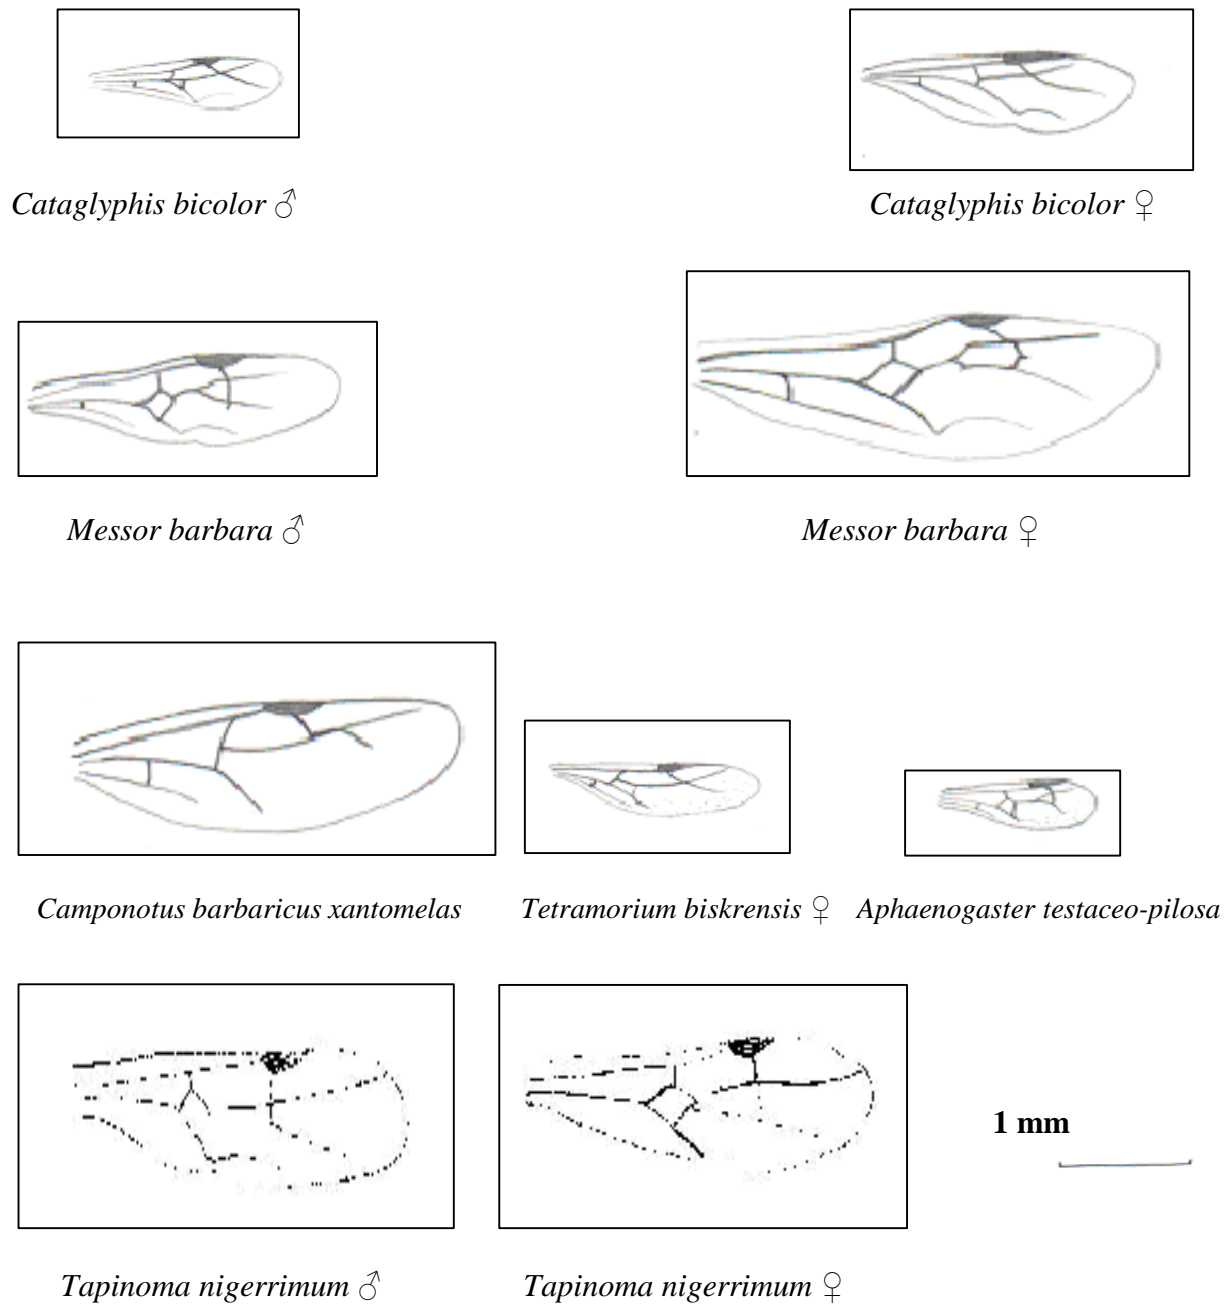 Cataglyphis bicolor ♂
Cataglyphis bicolor ♀
Messor barbara ♂
Messor barbara ♀
Camponotus barbaricus xantomelas
Tetramorium biskrensis ♀
Aphaenogaster testaceo-pilosa
1 mm
Tapinoma nigerrimum ♂
Tapinoma nigerrimum ♀